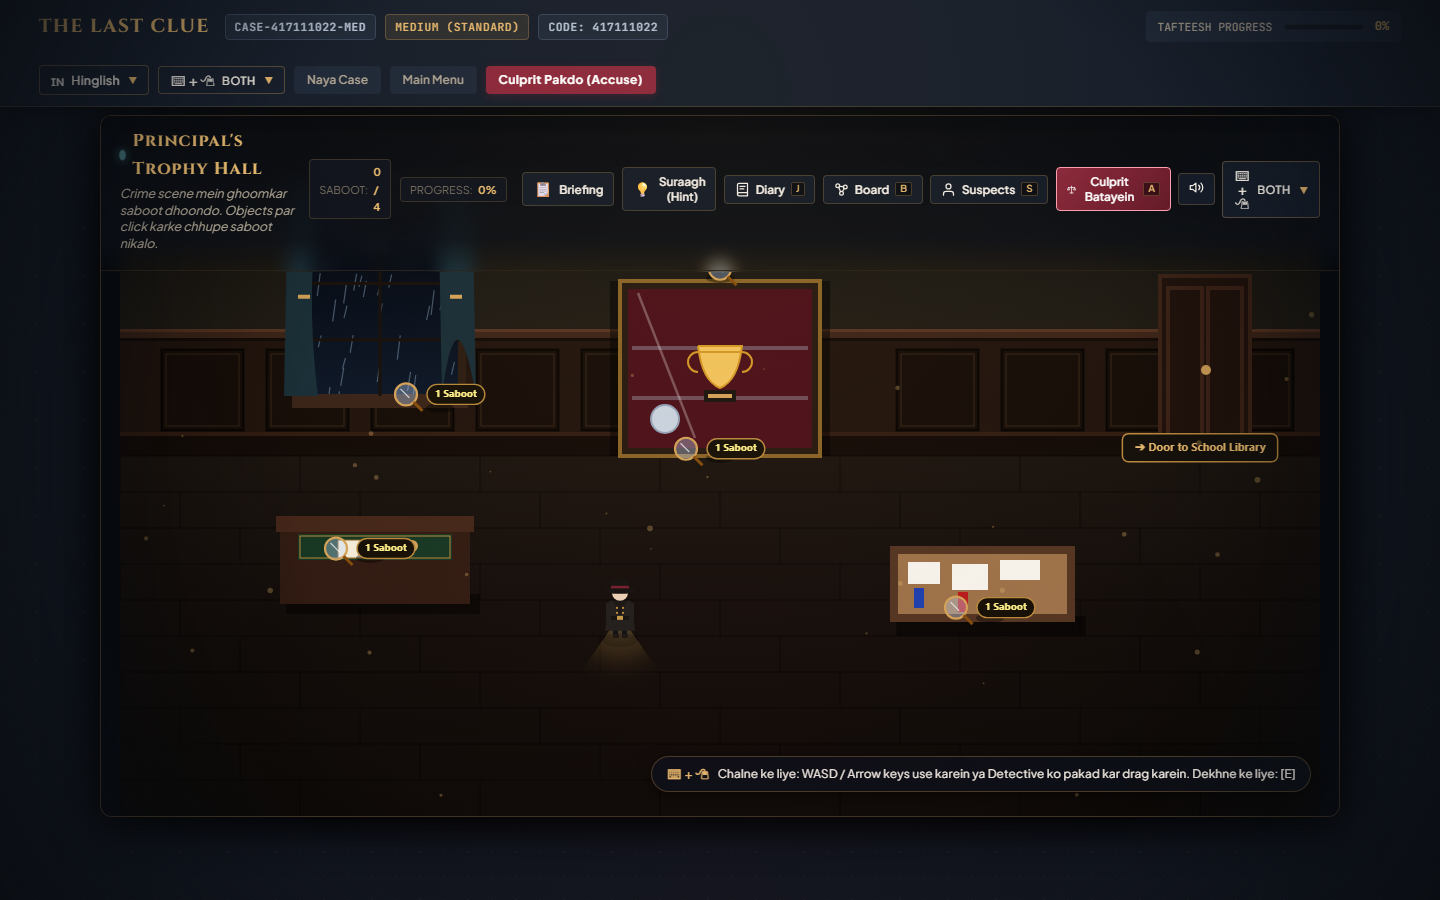 THE LAST CLUE
CASE-417111022-MED
MEDIUM (STANDARD)
CODE: 417111022
TAFTEESH PROGRESS 0%
IN Hinglish ▼
+ BOTH ▼
Naya Case
Main Menu
Culprit Pakdo (Accuse)
PRINCIPAL'S
TROPHY HALL
Crime scene mein ghoomkar
saboot dhoondo. Objects par
click karke chhupe saboot
nikalo.
SABOOT: 0 / 4
PROGRESS: 0%
Briefing
Suraagh
(Hint)
Diary J
Board B
Suspects S
Culprit
Batayein A
+ BOTH ▼
1 Saboot
1 Saboot
➔ Door to School Library
1 Saboot
1 Saboot
+ Chalne ke liye: WASD / Arrow keys use karein ya Detective ko pakad kar drag karein. Dekhne ke liye: [E]